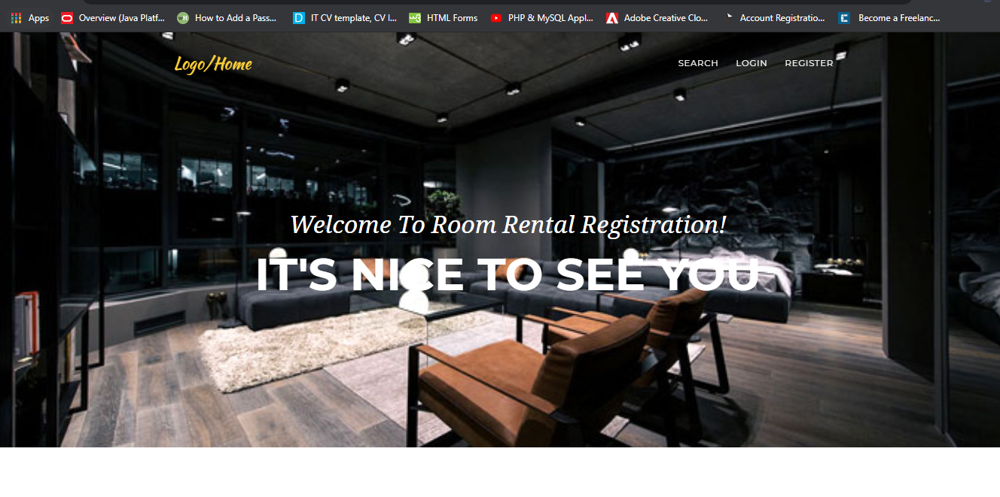 Apps Overview (Java Platf... How to Add a Pass... IT CV template, CV l... HTML Forms PHP & MySQL Appl... Adobe Creative Clo... Account Registratio... Become a Freelanc...
Logo/Home SEARCH LOGIN REGISTER
Welcome To Room Rental Registration!
IT'S NICE TO SEE YOU